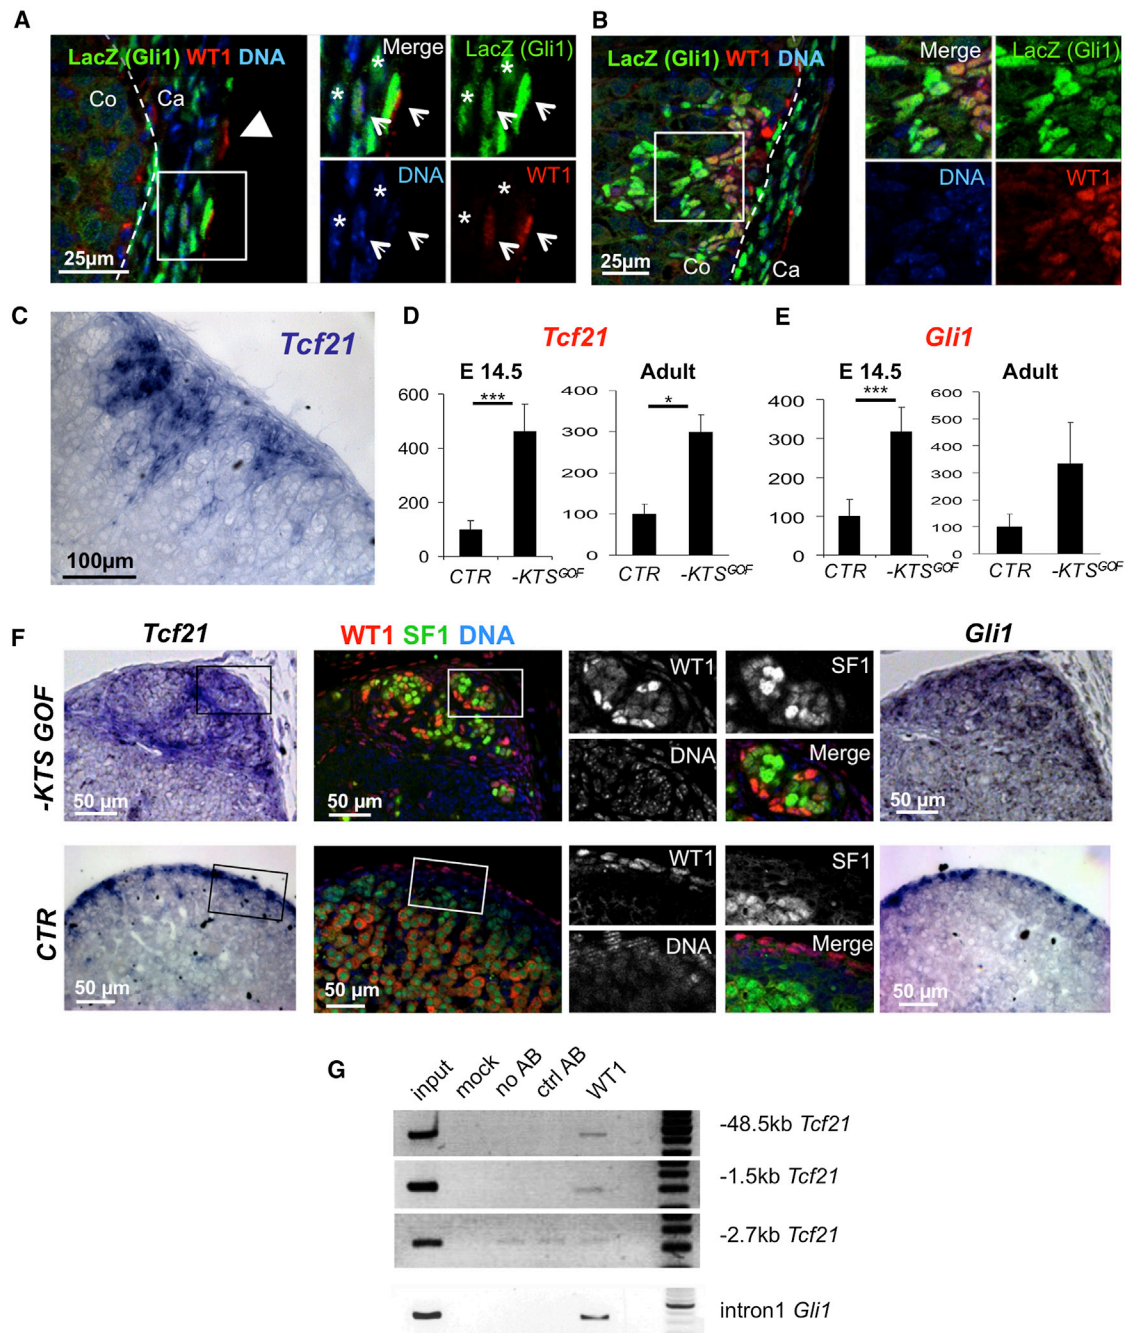 A
LacZ (Gli1) WT1 DNA
Co
Ca
25µm
Merge
*
*
LacZ (Gli1)
*
*
DNA
*
*
WT1
*
*
B
LacZ (Gli1) WT1 DNA
25µm
Co
Ca
Merge
LacZ (Gli1)
DNA
WT1
C
Tcf21
100µm
D
Tcf21
E 14.5
600
400
200
0
***
CTR
-KTS^GOF
Adult
400
300
200
100
0
*
CTR
-KTS^GOF
E
Gli1
E 14.5
400
300
200
100
0
***
CTR
-KTS^GOF
Adult
600
500
400
300
200
100
0
CTR
-KTS^GOF
F
Tcf21
WT1 SF1 DNA
Gli1
-KTS GOF
50 µm
50 µm
WT1
SF1
DNA
Merge
50 µm
CTR
50 µm
50 µm
WT1
SF1
DNA
Merge
50 µm
G
input
mock
no AB
ctrl AB
WT1
-48.5kb Tcf21
-1.5kb Tcf21
-2.7kb Tcf21
intron1 Gli1